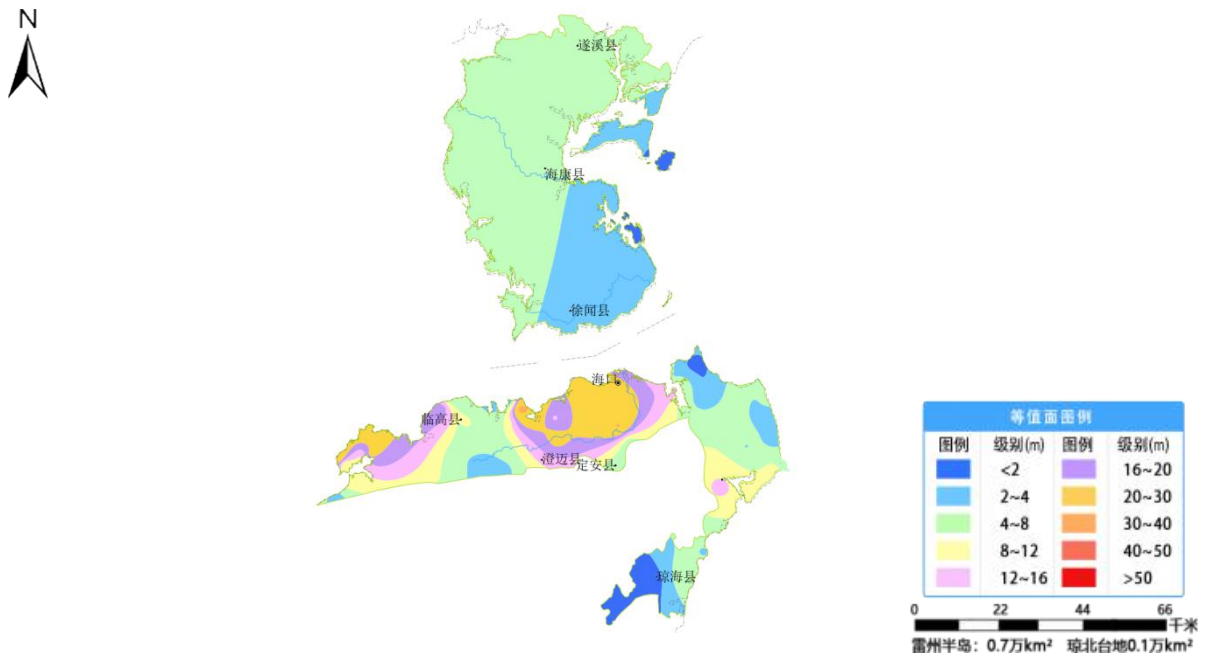 N
遂溪县
海康县
徐闻县
海口
临高县
澄迈县
定安县
琼海县
等值面图例
图例 级别(m) 图例 级别(m)
<2 16~20
2~4 20~30
4~8 30~40
8~12 40~50
12~16 >50
0 22 44 66
千米
雷州半岛：0.7万km² 琼北台地0.1万km²